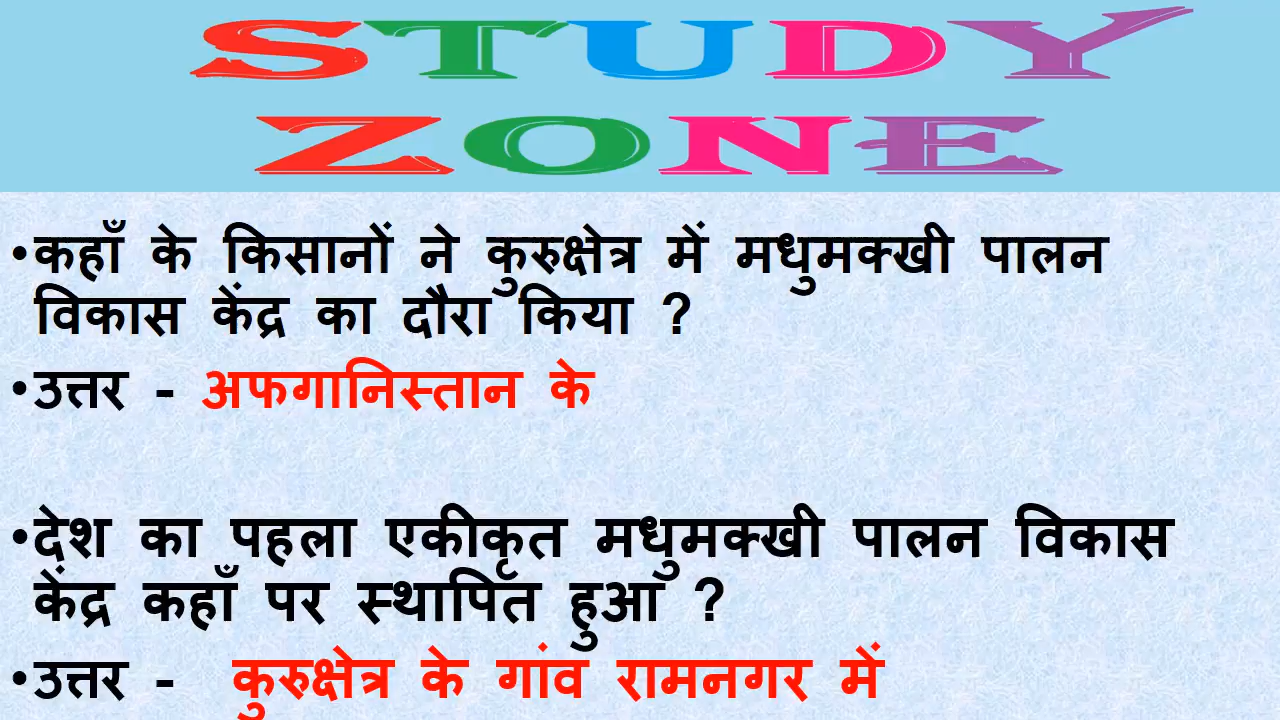 STUDY
ZONE
•कहाँ के किसानों ने कुरुक्षेत्र में मधुमक्खी पालन
विकास केंद्र का दौरा किया ?
•उत्तर - अफगानिस्तान के
•देश का पहला एकीकृत मधुमक्खी पालन विकास
केंद्र कहाँ पर स्थापित हुआ ?
•उत्तर - कुरुक्षेत्र के गांव रामनगर में